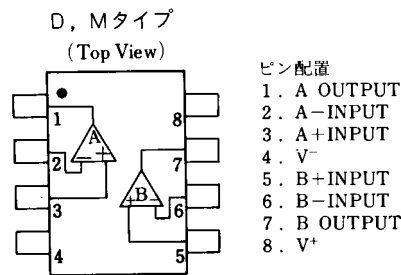 D, Mタイプ
(Top View)
1
2
3
4
8
7
6
5
A
- +
B
+ -
ピン配置
1. A OUTPUT
2. A-INPUT
3. A+INPUT
4. V⁻
5. B+INPUT
6. B-INPUT
7. B OUTPUT
8. V⁺